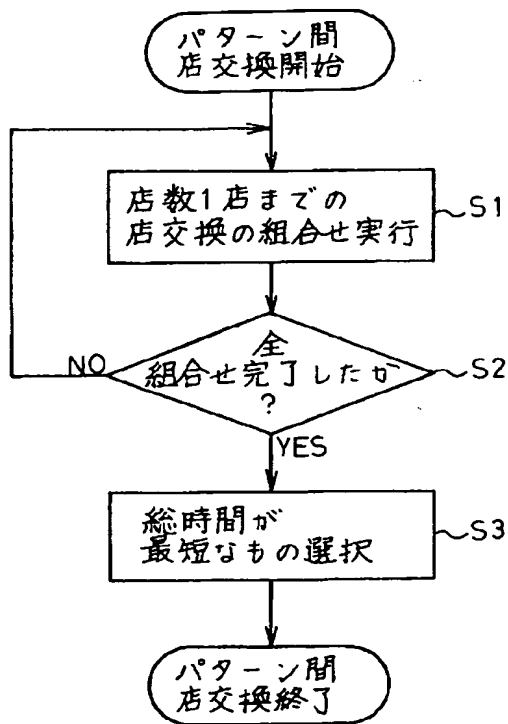 パターン間
店交換開始
店数1店までの
店交換の組合せ実行
S1
全
組合せ完了したか
?
S2
NO
YES
総時間が
最短なもの選択
S3
パターン間
店交換終了